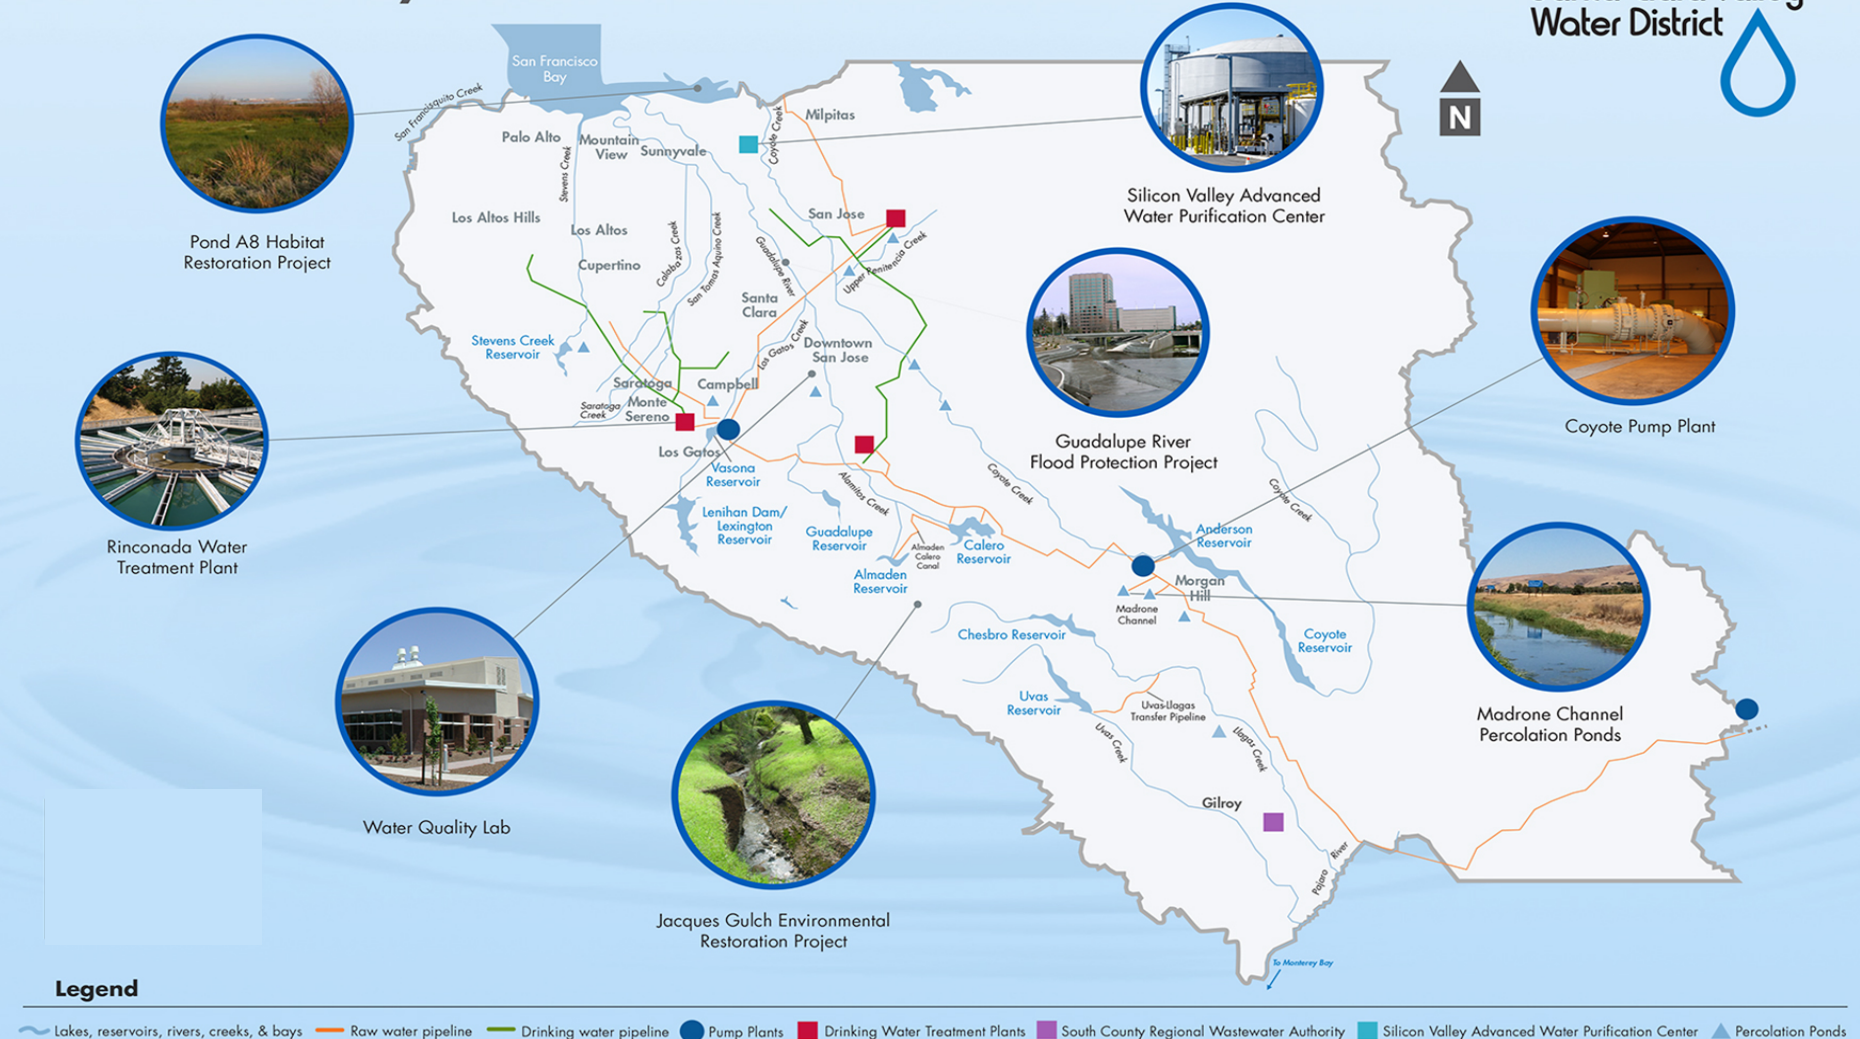 Water District
N
San Francisco
Bay
San Francisquito Creek
Palo Alto
Mountain
View
Sunnyvale
Stevens Creek
Coyote Creek
Milpitas
Los Altos Hills
Los Altos
Cupertino
Calabazas Creek
San Tomas Aquino Creek
Guadalupe River
San Jose
Upper Penitencia Creek
Santa
Clara
Los Gatos Creek
Downtown
San Jose
Stevens Creek
Reservoir
Saratoga
Campbell
Saratoga
Creek
Monte
Sereno
Los Gatos
Vasona
Reservoir
Lenihan Dam/
Lexington
Reservoir
Guadalupe
Reservoir
Alamitos Creek
Almaden
Calero
Canal
Almaden
Reservoir
Calero
Reservoir
Coyote Creek
Coyote Creek
Anderson
Reservoir
Morgan
Hill
Madrone
Channel
Coyote
Reservoir
Chesbro Reservoir
Uvas
Reservoir
Uvas-Llagas
Transfer Pipeline
Uvas Creek
Llagas Creek
Gilroy
Pajaro River
To Monterey Bay
Pond A8 Habitat
Restoration Project
Silicon Valley Advanced
Water Purification Center
Guadalupe River
Flood Protection Project
Coyote Pump Plant
Rinconada Water
Treatment Plant
Madrone Channel
Percolation Ponds
Water Quality Lab
Jacques Gulch Environmental
Restoration Project
Legend
Lakes, reservoirs, rivers, creeks, & bays
Raw water pipeline
Drinking water pipeline
Pump Plants
Drinking Water Treatment Plants
South County Regional Wastewater Authority
Silicon Valley Advanced Water Purification Center
Percolation Ponds